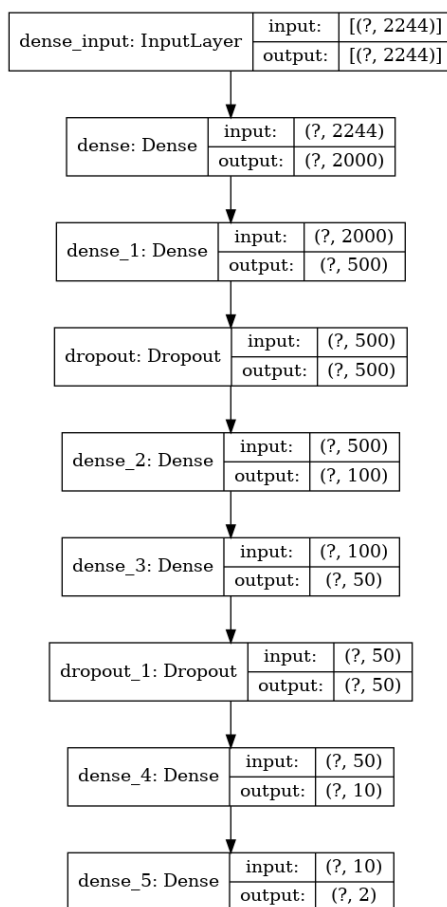 dense_input: InputLayer
input: [(?, 2244)]
output: [(?, 2244)]
dense: Dense
input: (?, 2244)
output: (?, 2000)
dense_1: Dense
input: (?, 2000)
output: (?, 500)
dropout: Dropout
input: (?, 500)
output: (?, 500)
dense_2: Dense
input: (?, 500)
output: (?, 100)
dense_3: Dense
input: (?, 100)
output: (?, 50)
dropout_1: Dropout
input: (?, 50)
output: (?, 50)
dense_4: Dense
input: (?, 50)
output: (?, 10)
dense_5: Dense
input: (?, 10)
output: (?, 2)